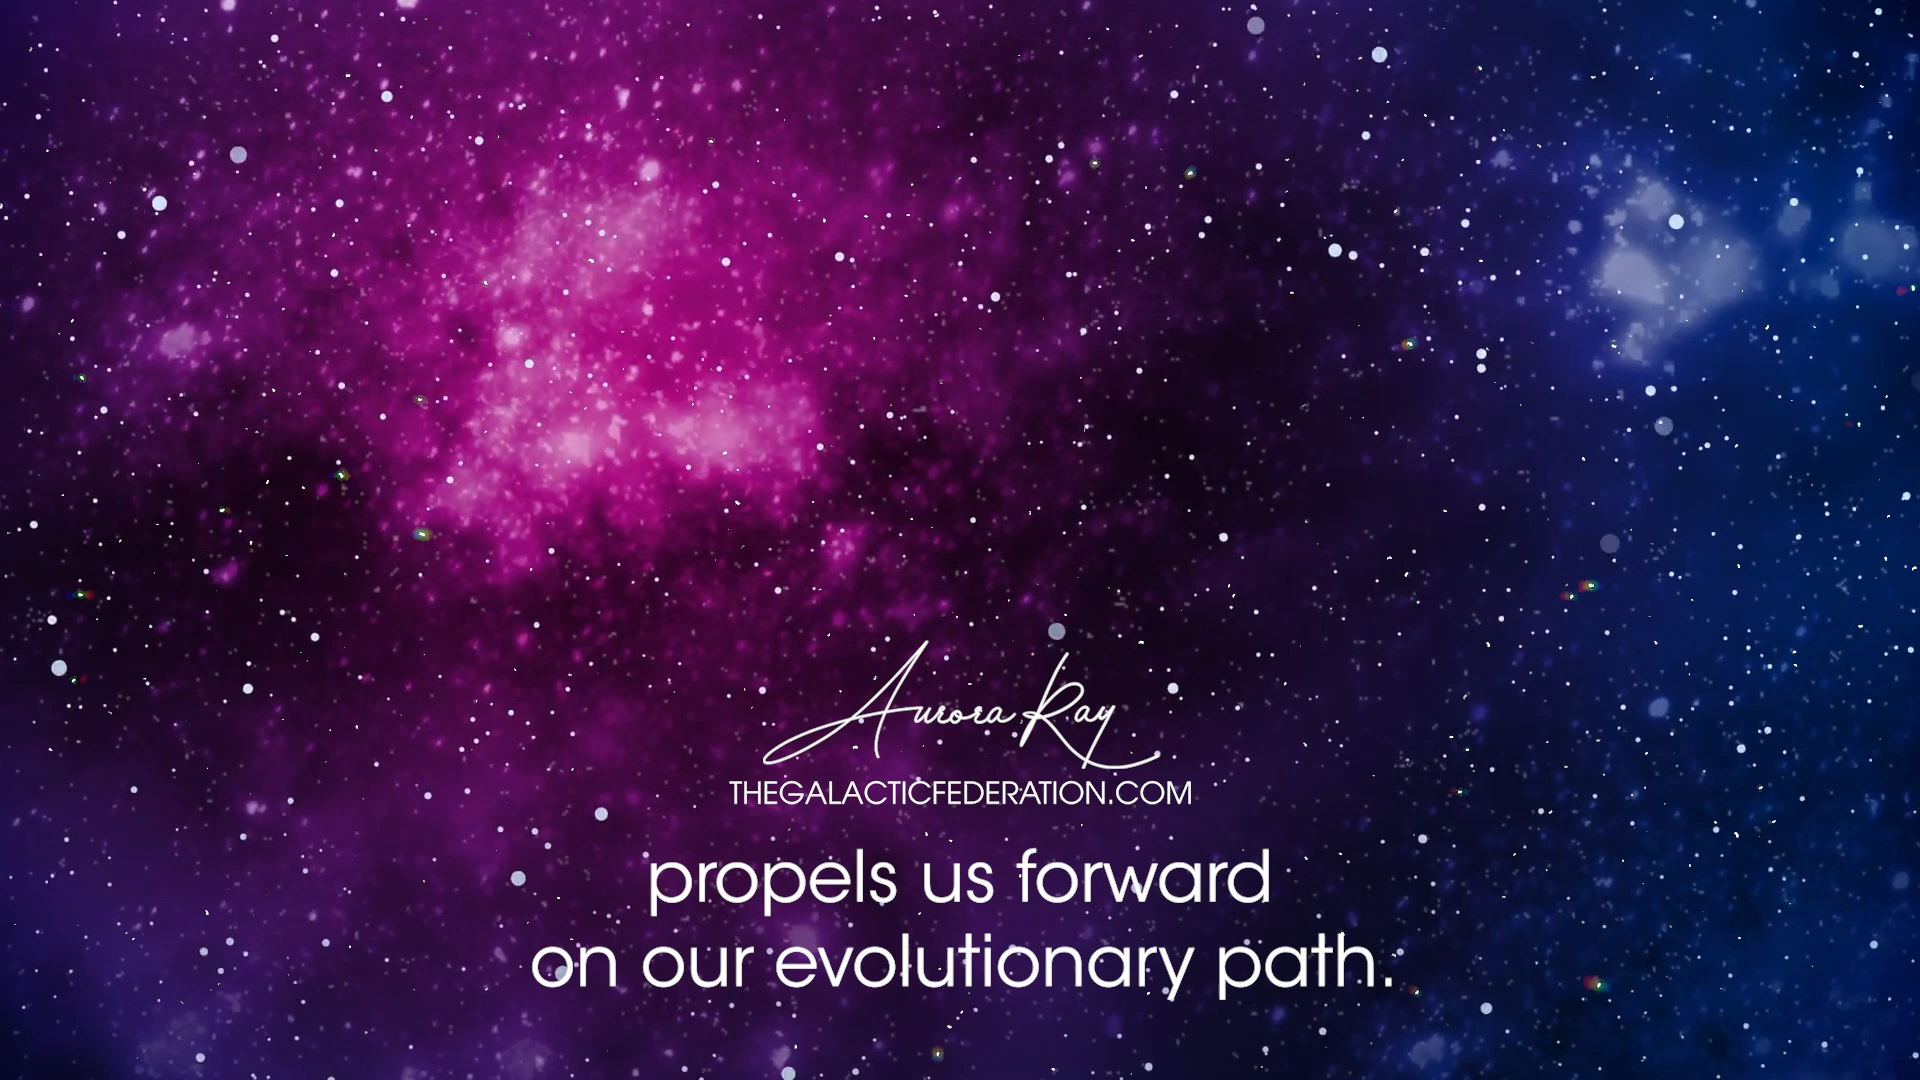 Aurora Ray
THEGALACTICFEDERATION.COM
propels us forward
on our evolutionary path.